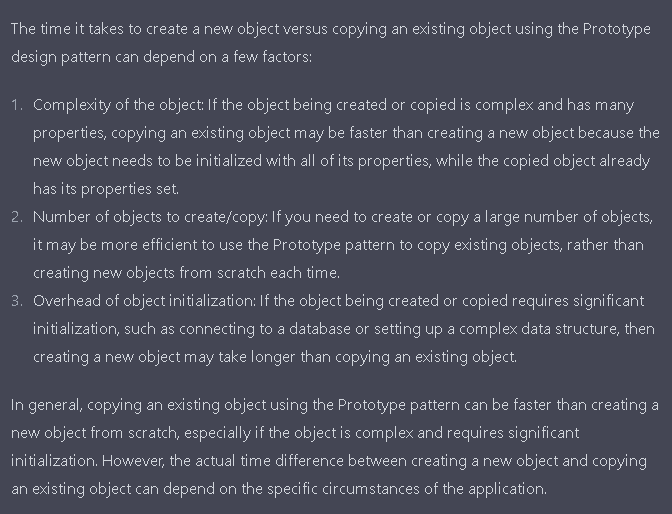 The time it takes to create a new object versus copying an existing object using the Prototype
design pattern can depend on a few factors:
1. Complexity of the object: If the object being created or copied is complex and has many
properties, copying an existing object may be faster than creating a new object because the
new object needs to be initialized with all of its properties, while the copied object already
has its properties set.
2. Number of objects to create/copy: If you need to create or copy a large number of objects,
it may be more efficient to use the Prototype pattern to copy existing objects, rather than
creating new objects from scratch each time.
3. Overhead of object initialization: If the object being created or copied requires significant
initialization, such as connecting to a database or setting up a complex data structure, then
creating a new object may take longer than copying an existing object.
In general, copying an existing object using the Prototype pattern can be faster than creating a
new object from scratch, especially if the object is complex and requires significant
initialization. However, the actual time difference between creating a new object and copying
an existing object can depend on the specific circumstances of the application.